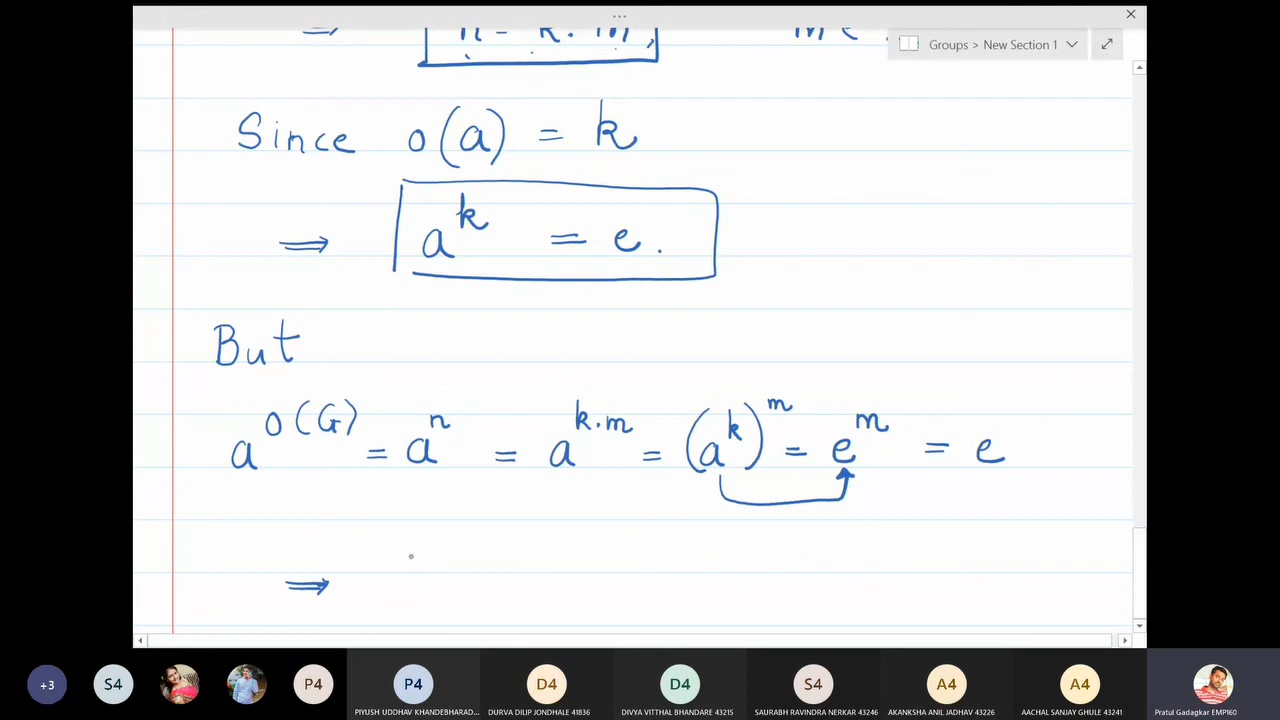 Groups > New Section 1
⇒ n = k.m, m ∈
Since o(a) = k
⇒ a^k = e.
But
a^o(G) = a^n = a^k.m = (a^k)^m = e^m = e
⇒
+3 S4 P4 P4 D4 D4 S4 A4 A4
PIYUSH UDDHAV KHANDEBHARAD... DURVA DILIP JONDHALE 41836 DIVYA VITTHAL BHANDARE 43215 SAURABH RAVINDRA NERKAR 43246 AKANKSHA ANIL JADHAV 43226 AACHAL SANJAY GHULE 43241 Pratul Gadagkar EMP160